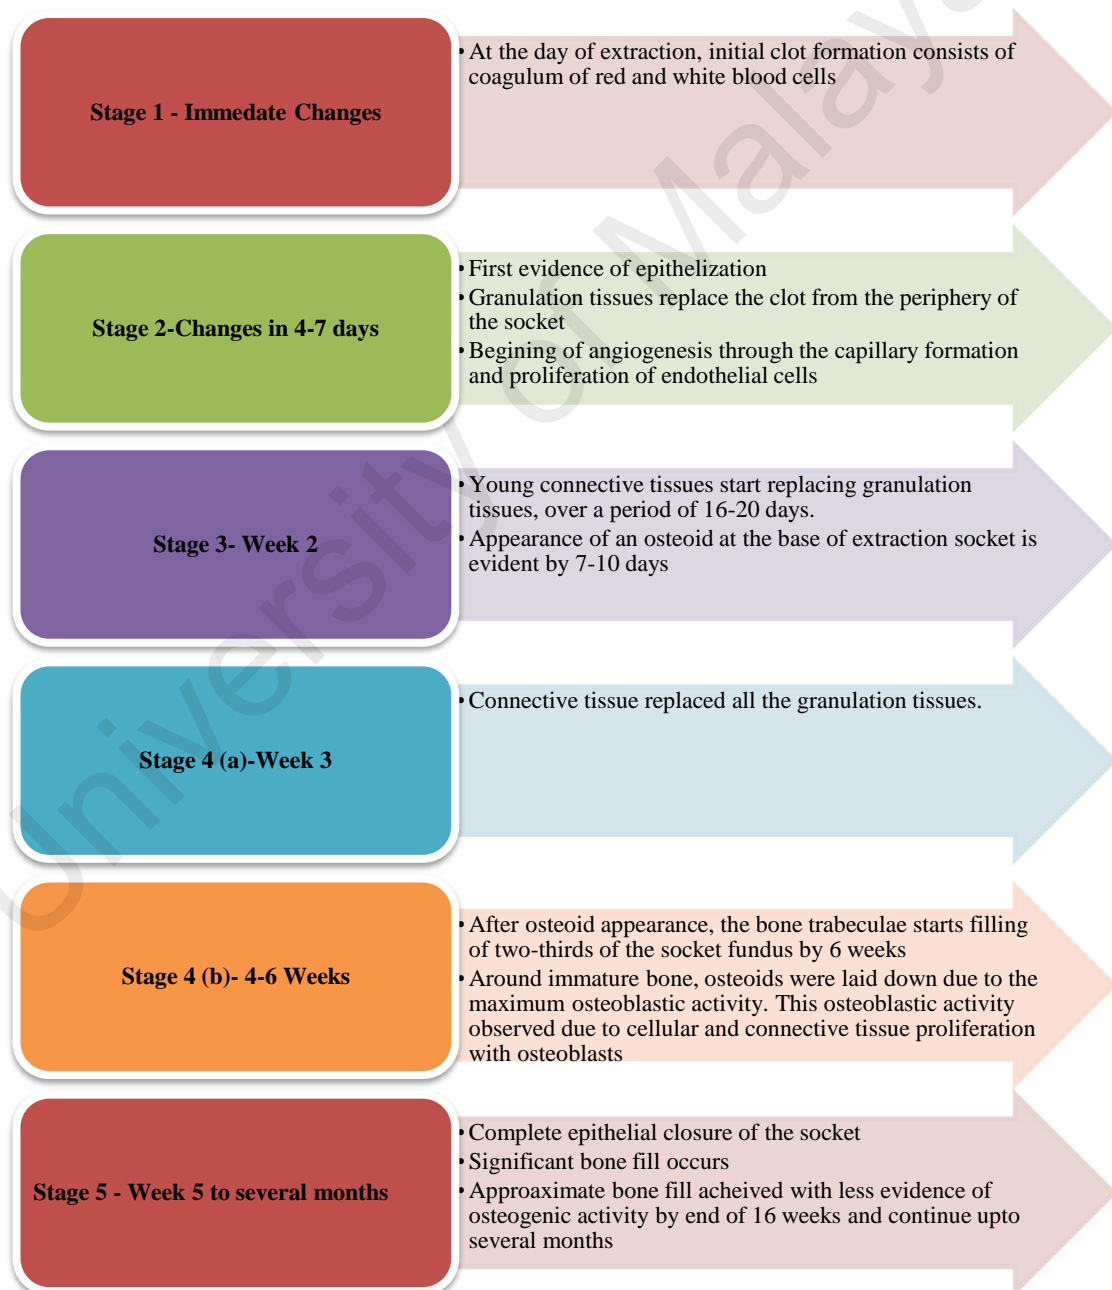 Stage 1 - Immedate Changes
• At the day of extraction, initial clot formation consists of
coagulum of red and white blood cells
Stage 2-Changes in 4-7 days
• First evidence of epithelization
• Granulation tissues replace the clot from the periphery of
the socket
• Begining of angiogenesis through the capillary formation
and proliferation of endothelial cells
Stage 3- Week 2
• Young connective tissues start replacing granulation
tissues, over a period of 16-20 days.
• Appearance of an osteoid at the base of extraction socket is
evident by 7-10 days
Stage 4 (a)-Week 3
• Connective tissue replaced all the granulation tissues.
Stage 4 (b)- 4-6 Weeks
• After osteoid appearance, the bone trabeculae starts filling
of two-thirds of the socket fundus by 6 weeks
• Around immature bone, osteoids were laid down due to the
maximum osteoblastic activity. This osteoblastic activity
observed due to cellular and connective tissue proliferation
with osteoblasts
Stage 5 - Week 5 to several months
• Complete epithelial closure of the socket
• Significant bone fill occurs
• Approaximate bone fill acheived with less evidence of
osteogenic activity by end of 16 weeks and continue upto
several months
University of Malaya